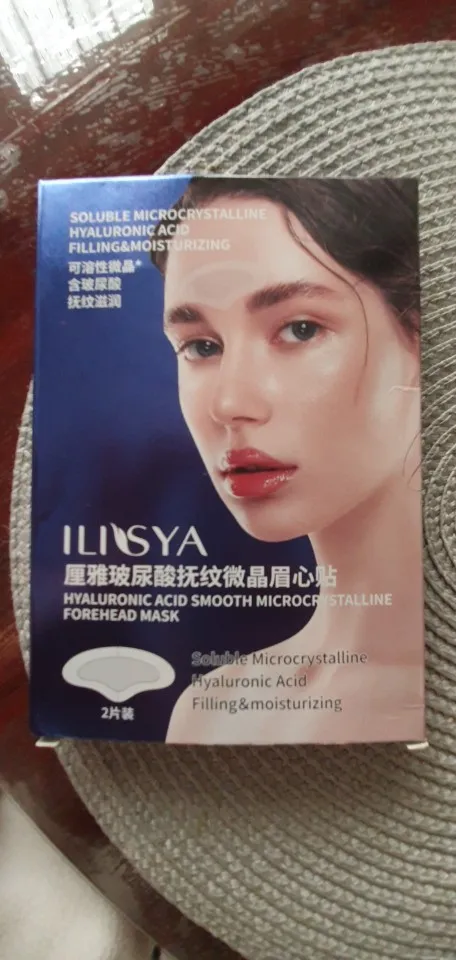 SOLUBLE MICROCRYSTALLINE
HYALURONIC ACID
FILLING&MOISTURIZING
可溶性微晶*
含玻尿酸
抚纹滋润
ILISYA
厘雅玻尿酸抚纹微晶眉心贴
HYALURONIC ACID SMOOTH MICROCRYSTALLINE
FOREHEAD MASK
Soluble Microcrystalline
Hyaluronic Acid
Filling&moisturizing
2片装